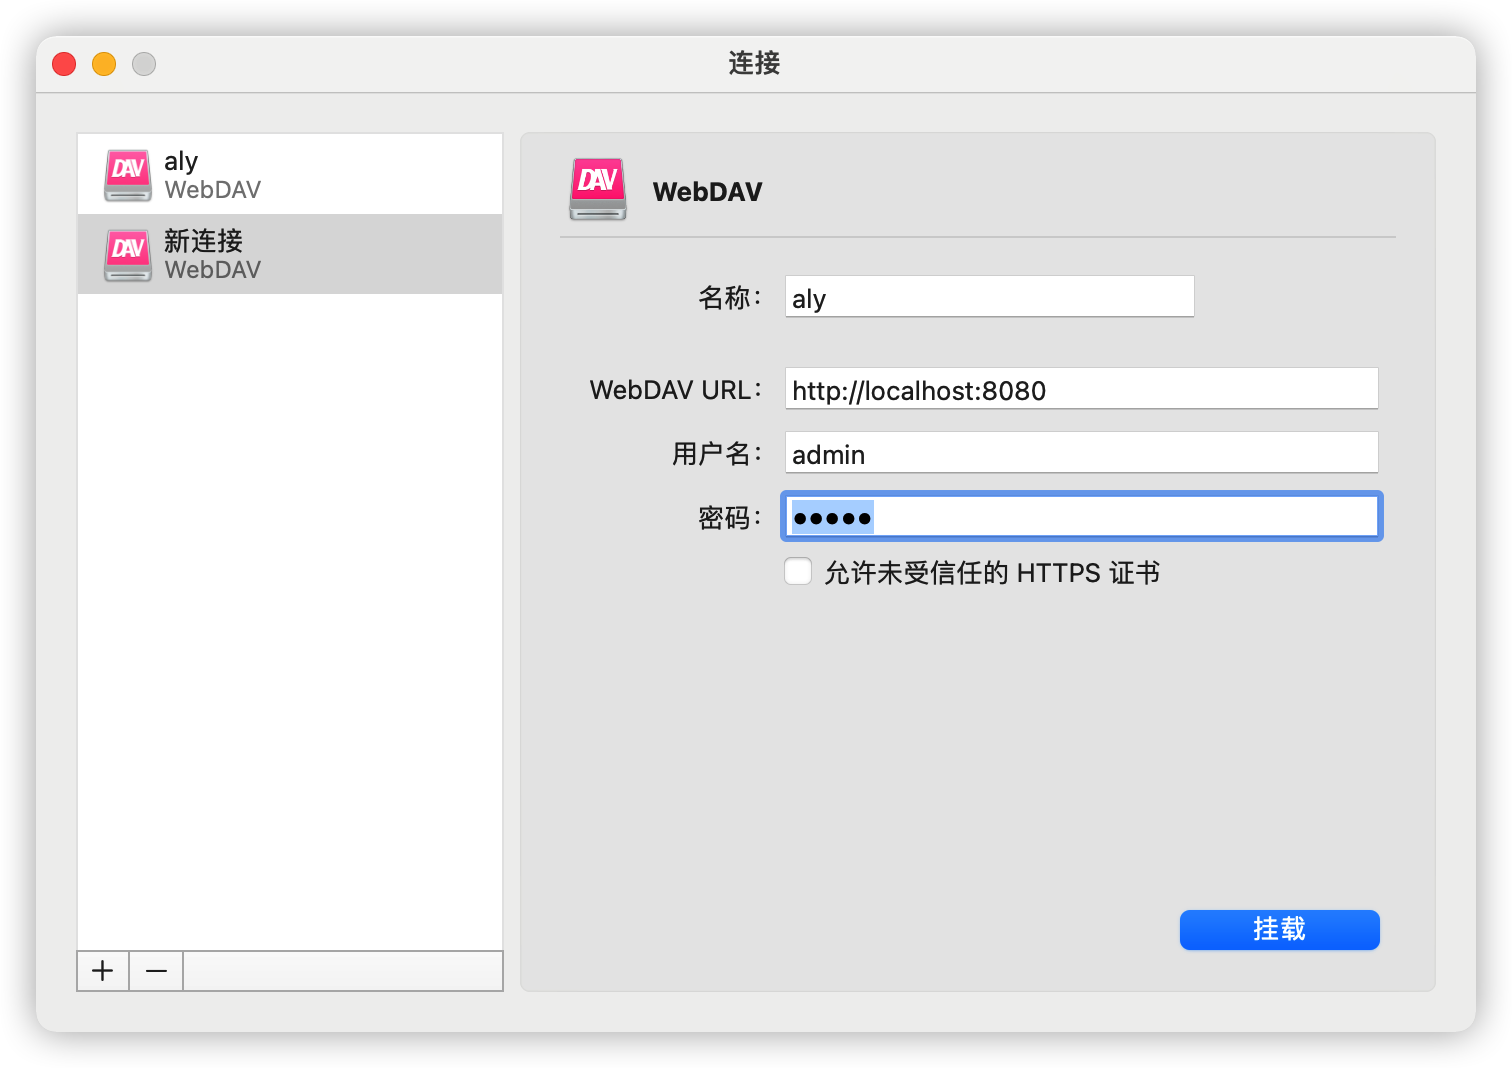 连接
DAV
aly
WebDAV
DAV
新连接
WebDAV
DAV
WebDAV
名称：
aly
WebDAV URL：
http://localhost:8080
用户名：
admin
密码：
•••••
允许未受信任的 HTTPS 证书
挂载